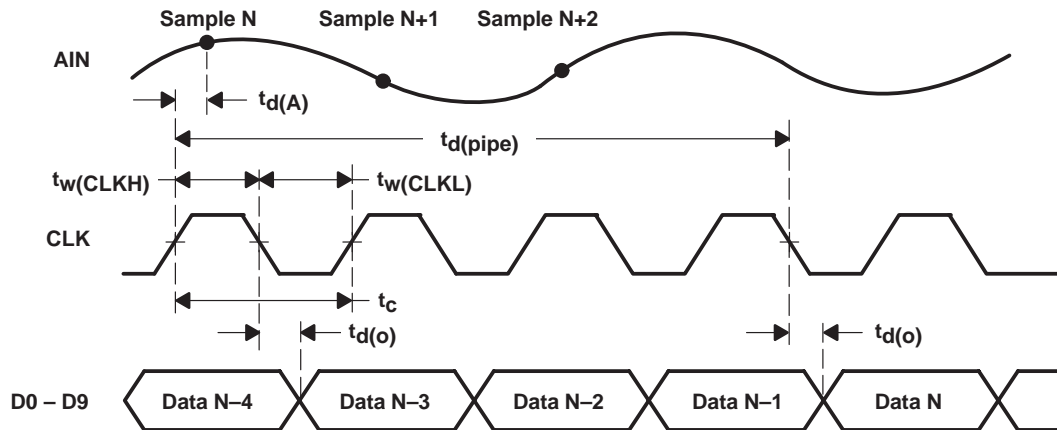 Sample N Sample N+1 Sample N+2
AIN
td(A)
td(pipe)
tw(CLKH) tw(CLKL)
CLK
tc
td(o) td(o)
D0 – D9 Data N–4 Data N–3 Data N–2 Data N–1 Data N